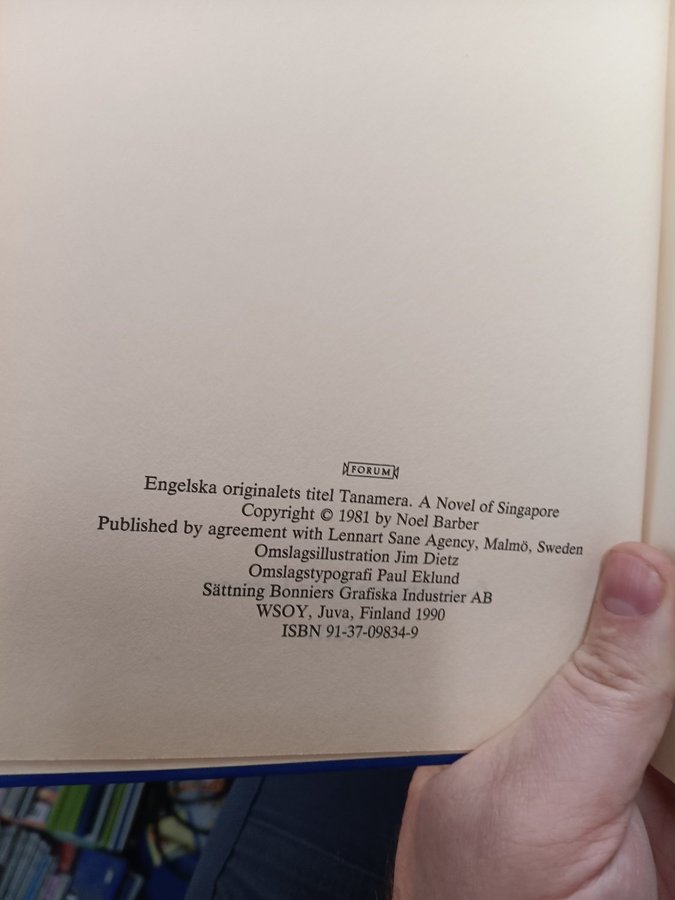 FORUM
Engelska originalets titel Tanamera. A Novel of Singapore
Copyright © 1981 by Noel Barber
Published by agreement with Lennart Sane Agency, Malmö, Sweden
Omslagsillustration Jim Dietz
Omslagstypografi Paul Eklund
Sättning Bonniers Grafiska Industrier AB
WSOY, Juva, Finland 1990
ISBN 91-37-09834-9